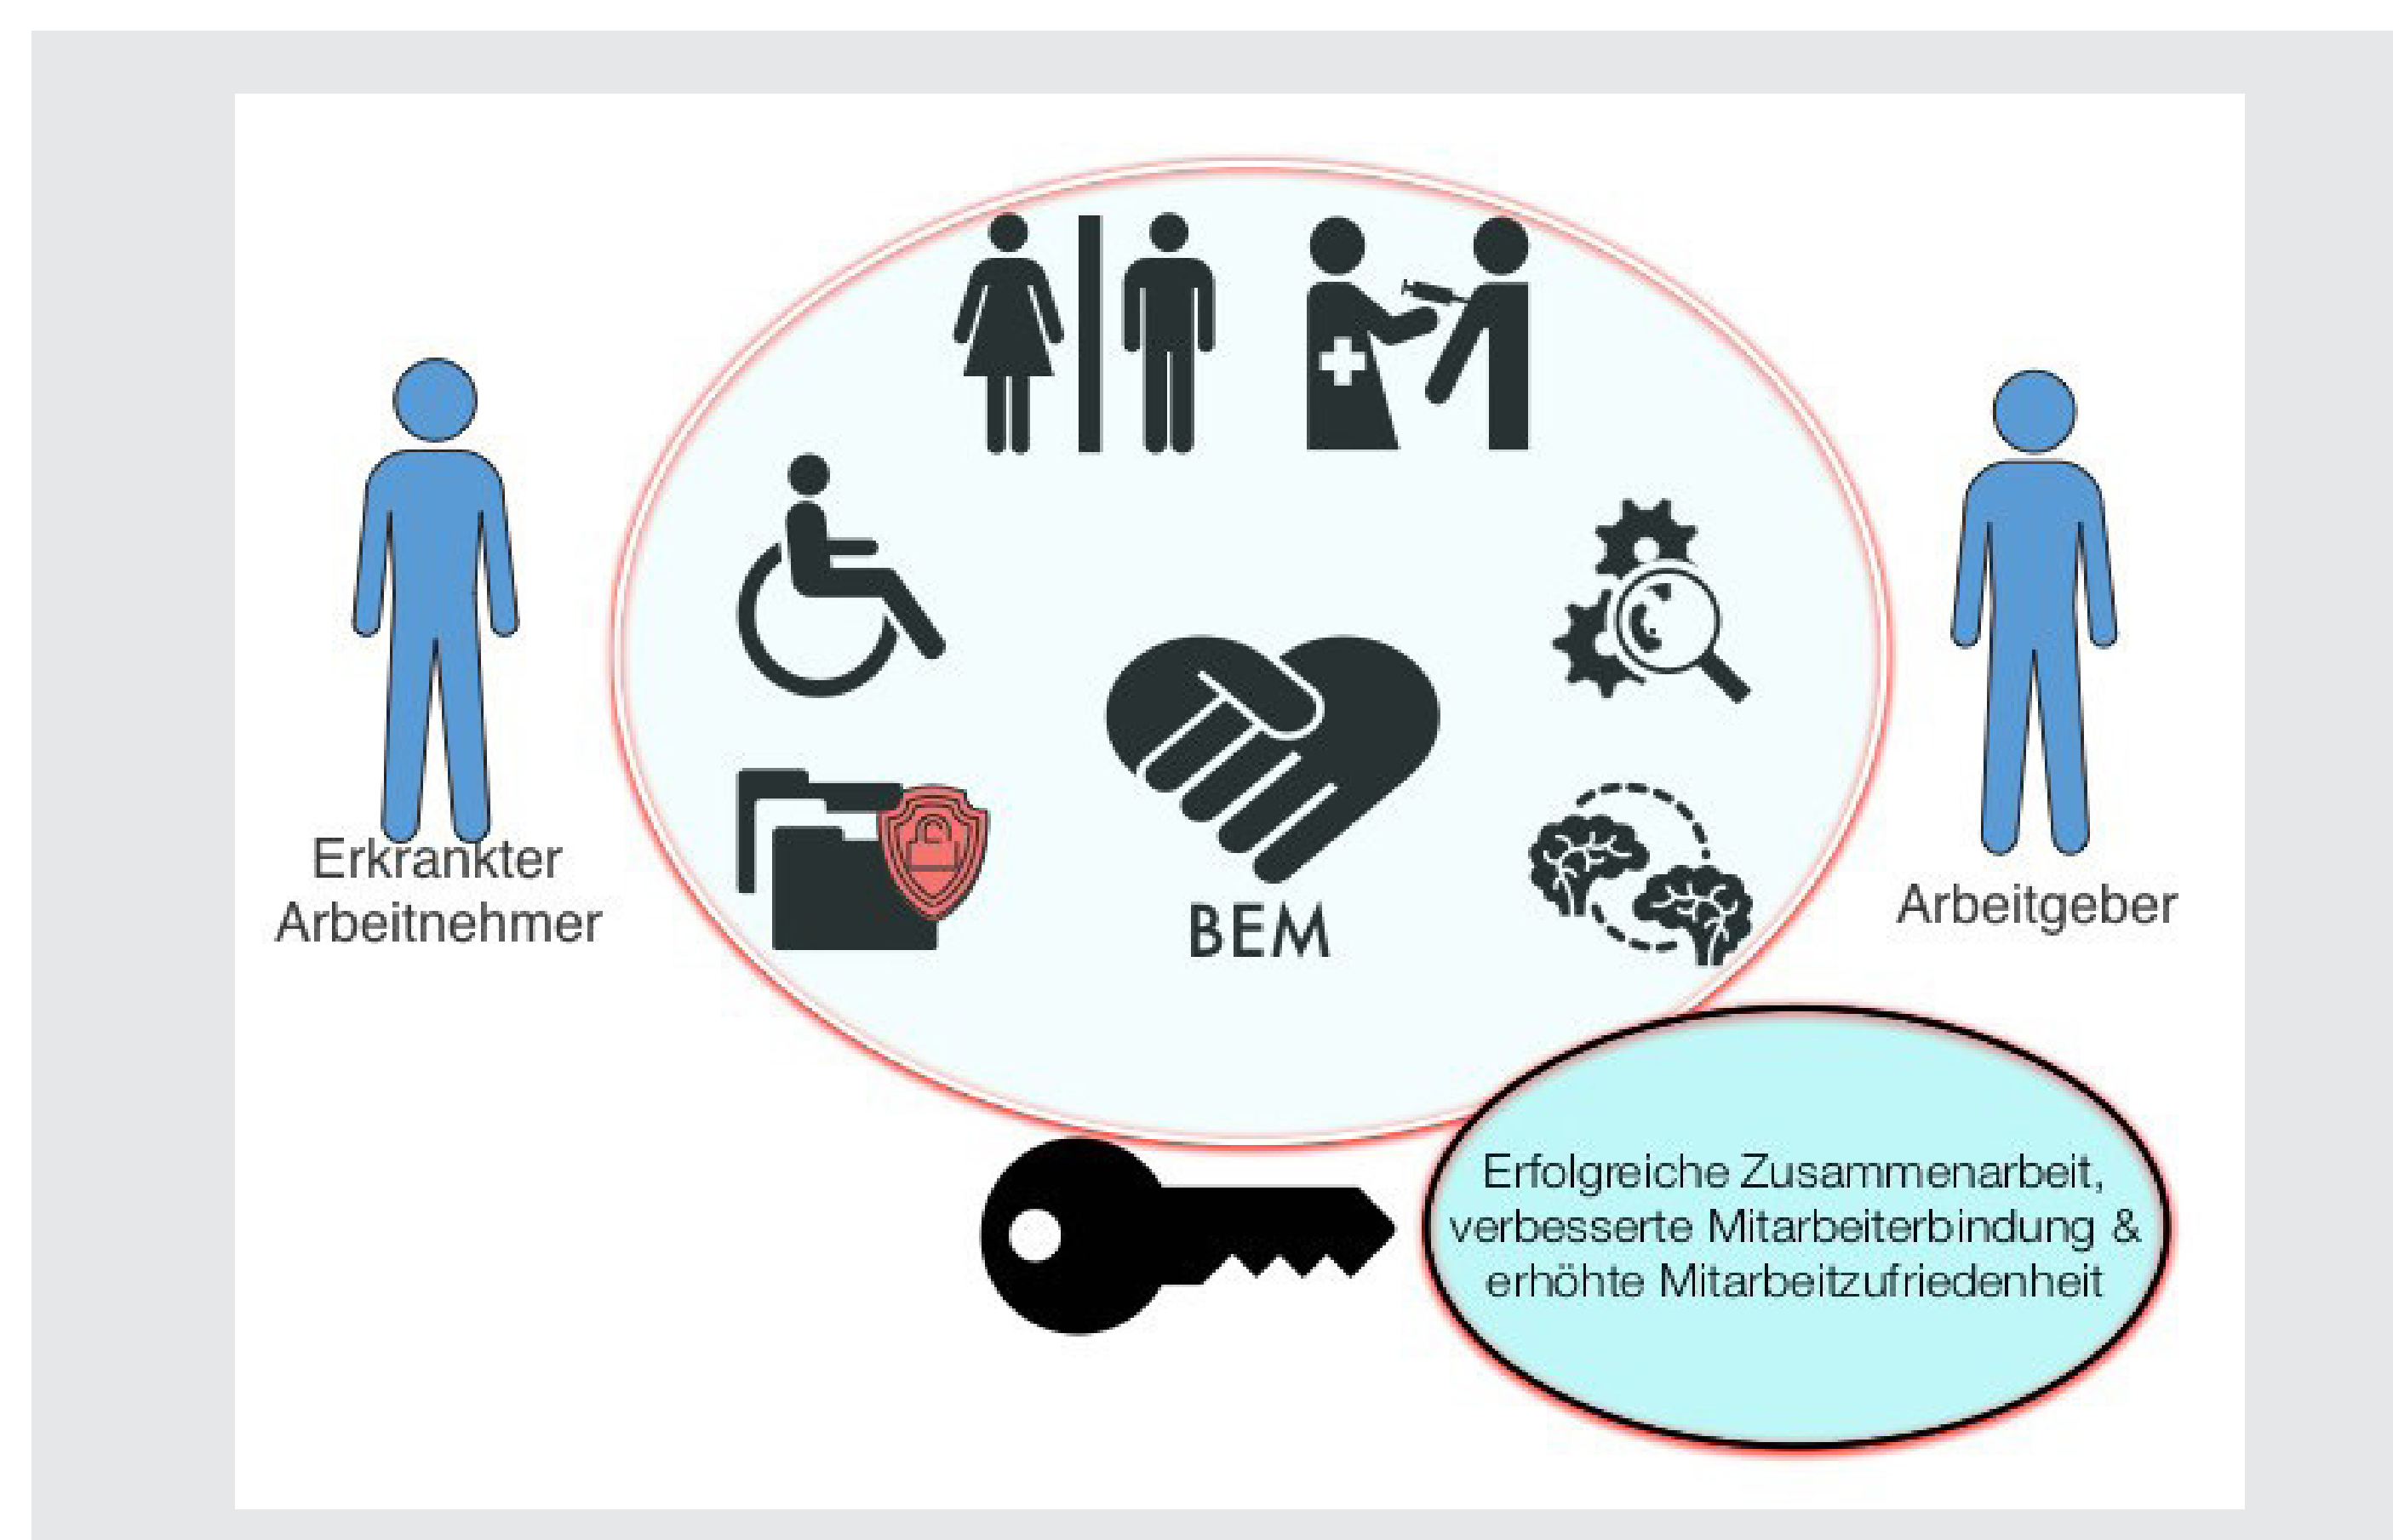 Erkrankter
Arbeitnehmer
BEM
Arbeitgeber
Erfolgreiche Zusammenarbeit,
verbesserte Mitarbeiterbindung &
erhöhte Mitarbeitzufriedenheit